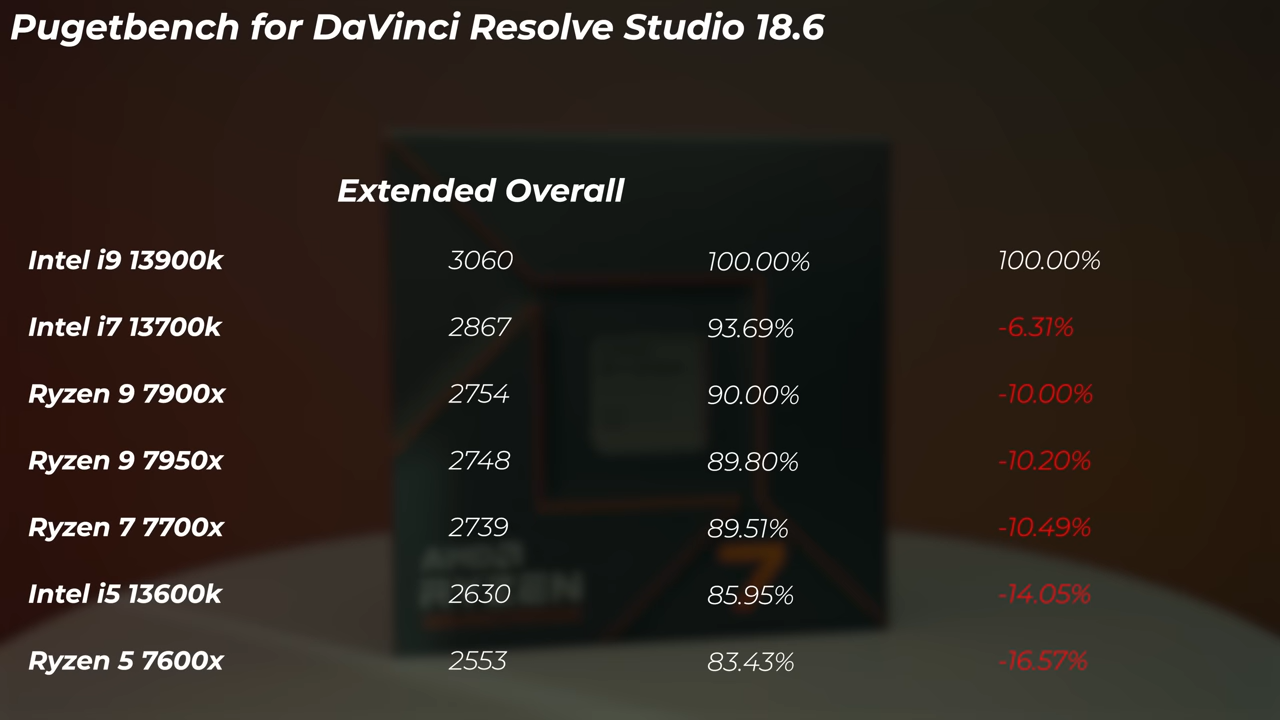 Pugetbench for DaVinci Resolve Studio 18.6
Extended Overall
Intel i9 13900k 3060 100.00% 100.00%
Intel i7 13700k 2867 93.69% -6.31%
Ryzen 9 7900x 2754 90.00% -10.00%
Ryzen 9 7950x 2748 89.80% -10.20%
Ryzen 7 7700x 2739 89.51% -10.49%
Intel i5 13600k 2630 85.95% -14.05%
Ryzen 5 7600x 2553 83.43% -16.57%
AMD
RYZEN
7